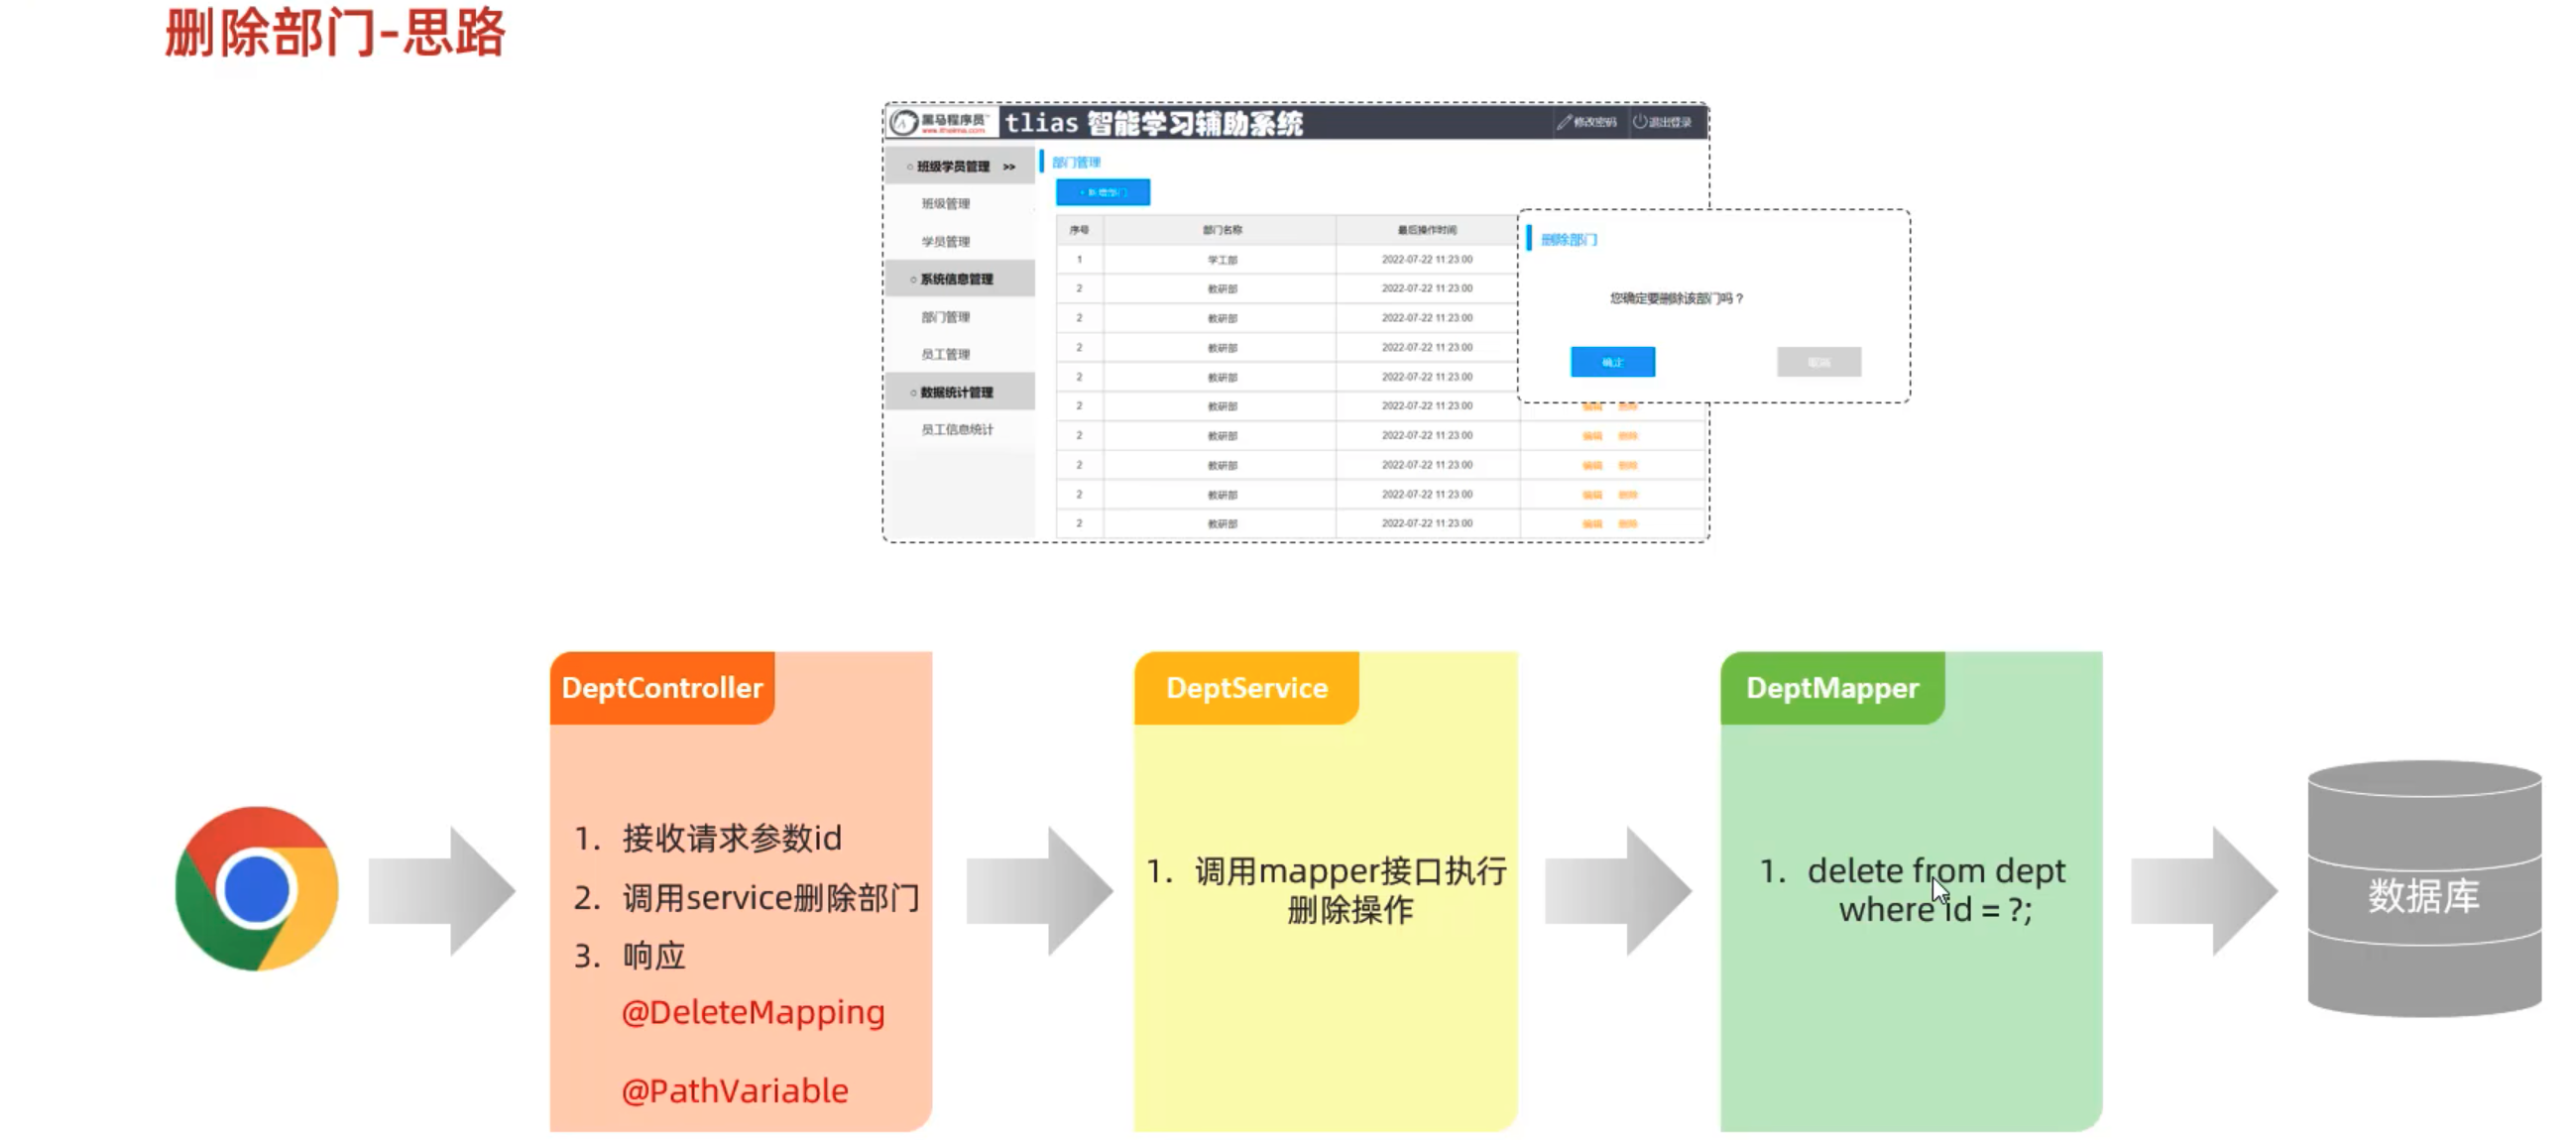 删除部门-思路
黑马程序员
www.itheima.com
tlias 智能学习辅助系统
修改密码
退出登录
班级学员管理 >>
班级管理
学员管理
系统信息管理
部门管理
员工管理
数据统计管理
员工信息统计
部门管理
+ 新增部门
序号 部门名称 最后操作时间
1 学工部 2022-07-22 11:23:00
2 教研部 2022-07-22 11:23:00
2 教研部 2022-07-22 11:23:00
2 教研部 2022-07-22 11:23:00
2 教研部 2022-07-22 11:23:00
2 教研部 2022-07-22 11:23:00 编辑 删除
2 教研部 2022-07-22 11:23:00 编辑 删除
2 教研部 2022-07-22 11:23:00 编辑 删除
2 教研部 2022-07-22 11:23:00 编辑 删除
2 教研部 2022-07-22 11:23:00 编辑 删除
删除部门
您确定要删除该部门吗？
确定
DeptController
1. 接收请求参数id
2. 调用service删除部门
3. 响应
@DeleteMapping
@PathVariable
DeptService
1. 调用mapper接口执行
删除操作
DeptMapper
1. delete from dept
where id = ?;
数据库